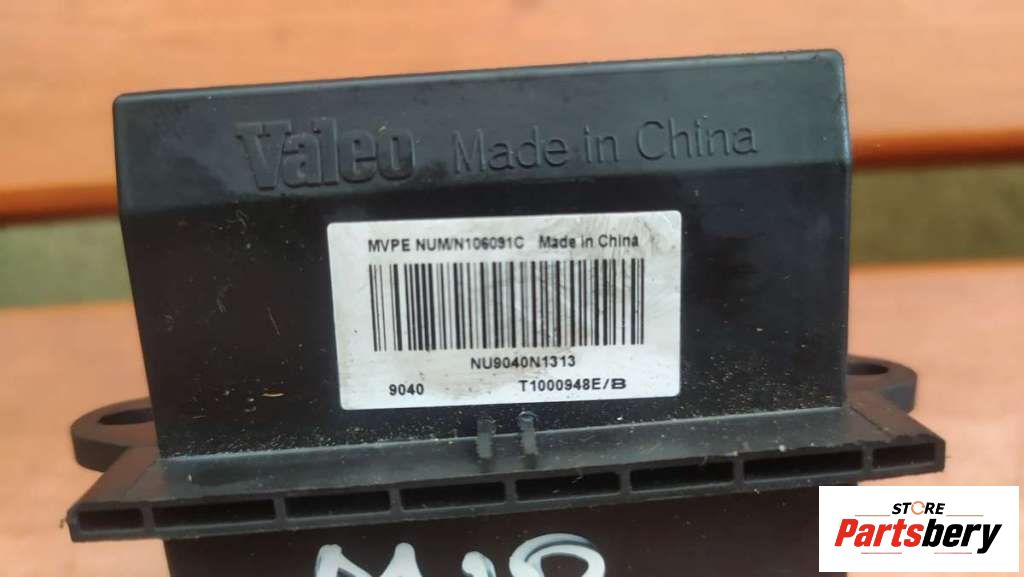 Valeo Made in China
MVPE NUM/N106091C Made in China
NU9040N1313
9040 T1000948E/B
STORE
Partsbery